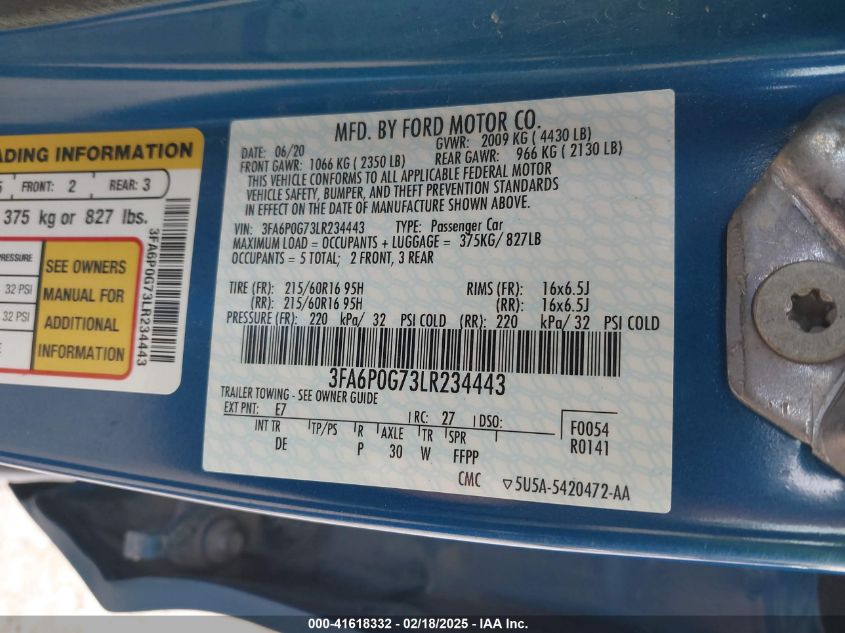 ADING INFORMATION
5 FRONT: 2 REAR: 3
375 kg or 827 lbs.
PRESSURE
32 PSI
32 PSI
SEE OWNERS
MANUAL FOR
ADDITIONAL
INFORMATION
3FA6P0G73LR234443
MFD. BY FORD MOTOR CO.
DATE: 06/20 GVWR: 2009 KG ( 4430 LB)
FRONT GAWR: 1066 KG ( 2350 LB) REAR GAWR: 966 KG ( 2130 LB)
THIS VEHICLE CONFORMS TO ALL APPLICABLE FEDERAL MOTOR
VEHICLE SAFETY, BUMPER, AND THEFT PREVENTION STANDARDS
IN EFFECT ON THE DATE OF MANUFACTURE SHOWN ABOVE.
VIN: 3FA6P0G73LR234443 TYPE: Passenger Car
MAXIMUM LOAD = OCCUPANTS + LUGGAGE = 375KG/ 827LB
OCCUPANTS = 5 TOTAL; 2 FRONT, 3 REAR
TIRE (FR): 215/60R16 95H RIMS (FR): 16x6.5J
(RR): 215/60R16 95H (RR): 16x6.5J
PRESSURE (FR): 220 kPa/ 32 PSI COLD (RR): 220 kPa/ 32 PSI COLD
3FA6P0G73LR234443
TRAILER TOWING - SEE OWNER GUIDE
EXT PNT: E7 RC: 27 DSO: F0054
INT TR TP/PS R AXLE TR SPR R0141
DE P 30 W FFPP
CMC ▽5U5A-5420472-AA
000-41618332 - 02/18/2025 - IAA Inc.